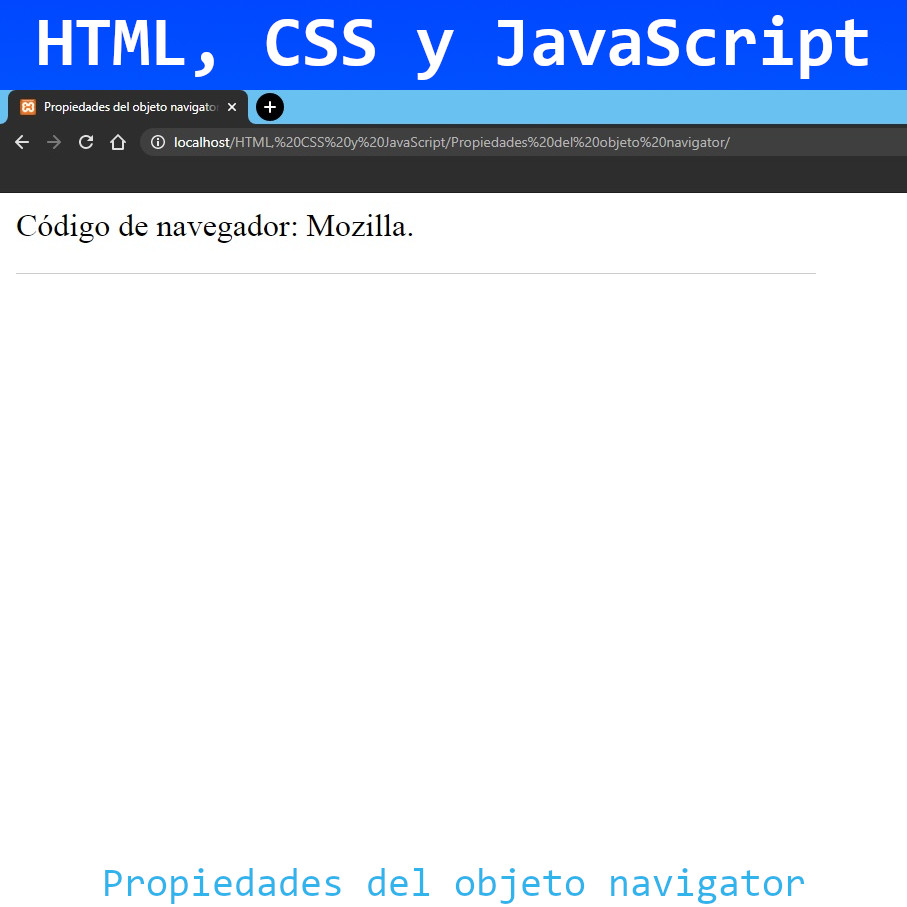 HTML, CSS y JavaScript
Propiedades del objeto navigato
localhost/HTML,%20CSS%20y%20JavaScript/Propiedades%20del%20objeto%20navigator/
Código de navegador: Mozilla.
Propiedades del objeto navigator